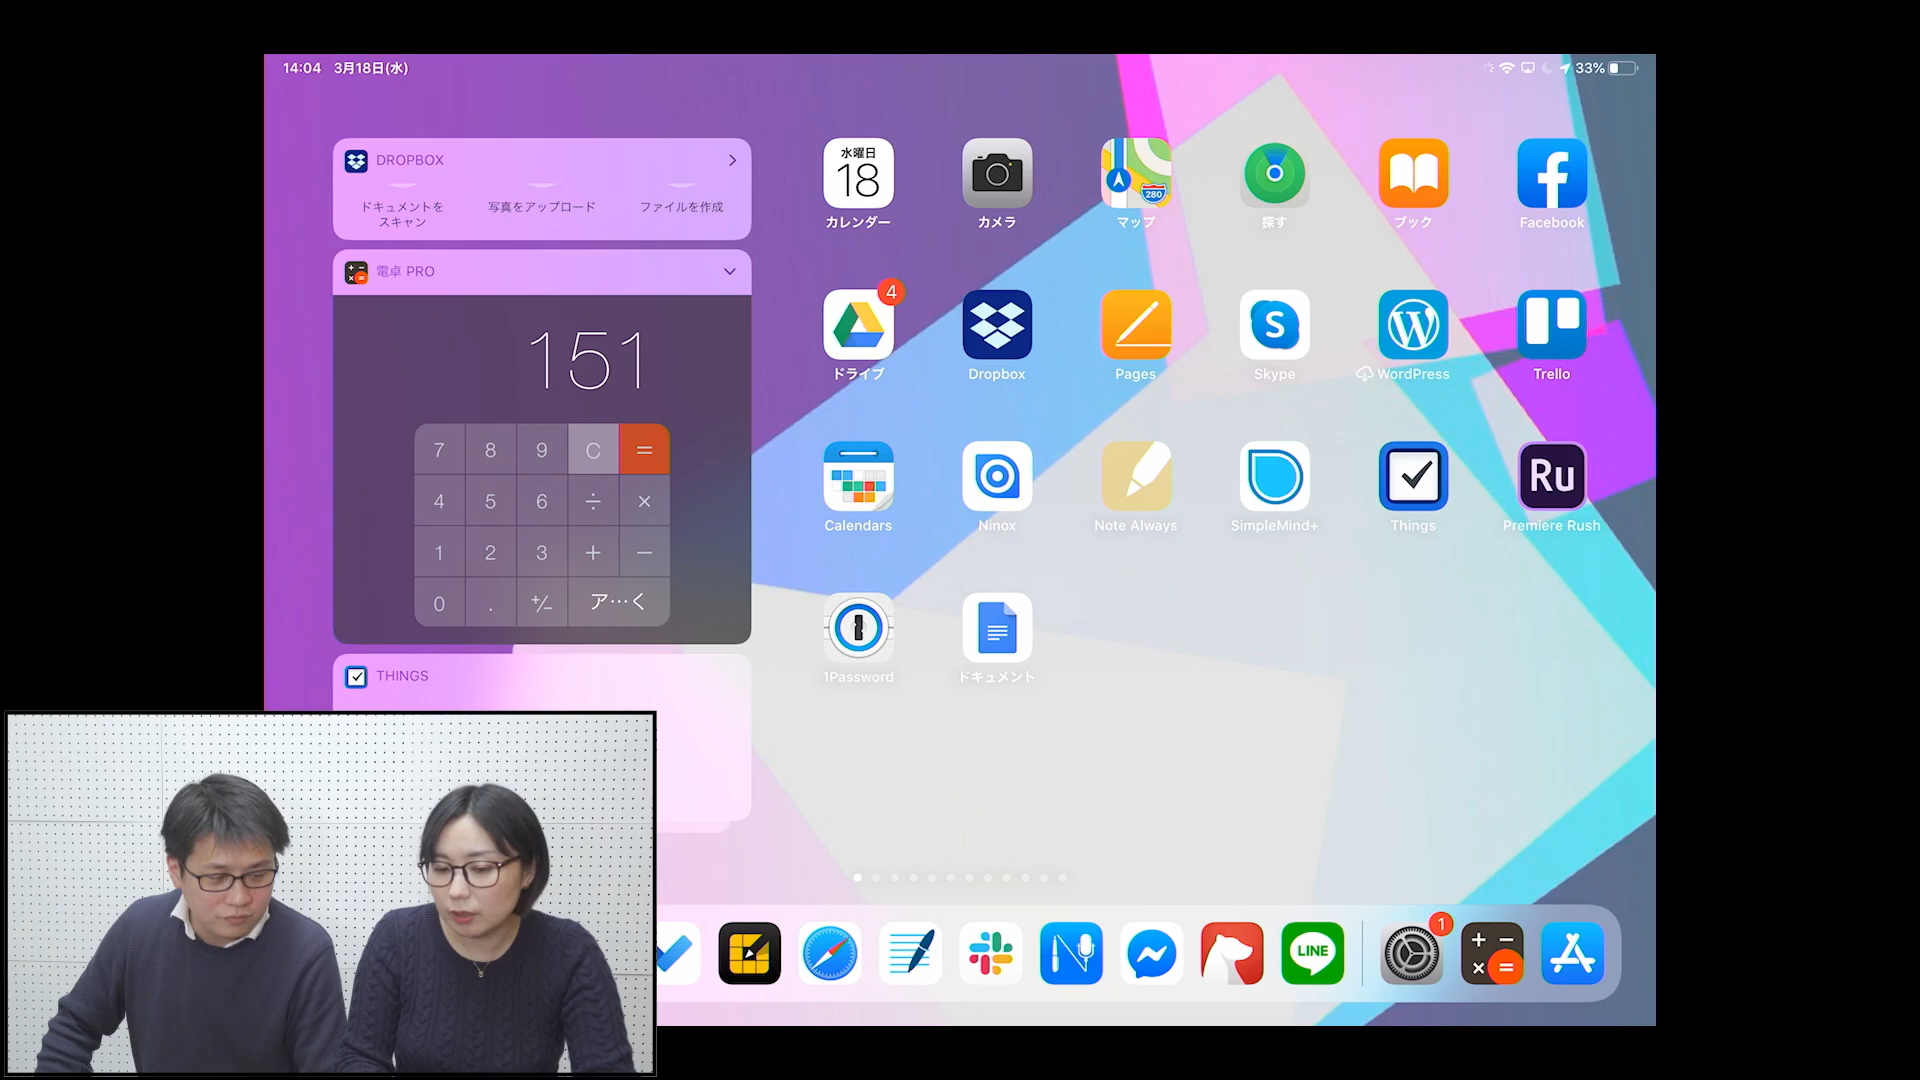 14:04 3月18日(水)
33%
DROPBOX
ドキュメントを
スキャン
写真をアップロード
ファイルを作成
電卓 PRO
151
7 8 9 C =
4 5 6 ÷ ×
1 2 3 + −
0 . +/− ア…く
THINGS
水曜日
18
280
カレンダー
カメラ
マップ
探す
ブック
Facebook
4
S
ドライブ
Dropbox
Pages
Skype
WordPress
Trello
Ru
Calendars
Ninox
Note Always
SimpleMind+
Things
Premiere Rush
1Password
ドキュメント
LINE
1